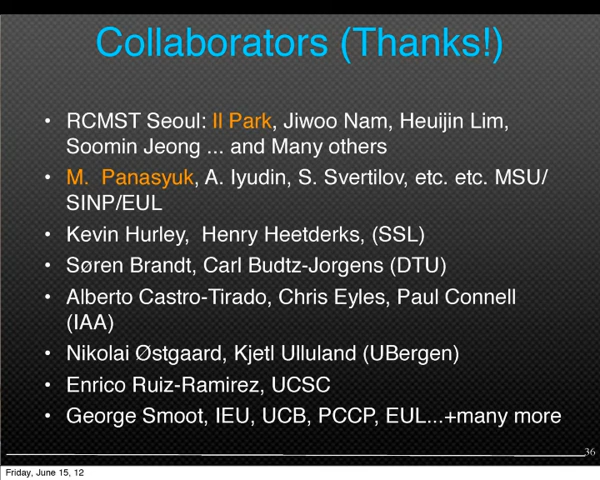 Collaborators (Thanks!)
• RCMST Seoul: Il Park, Jiwoo Nam, Heuijin Lim,
Soomin Jeong ... and Many others
• M.  Panasyuk, A. Iyudin, S. Svertilov, etc. etc. MSU/
SINP/EUL
• Kevin Hurley,  Henry Heetderks, (SSL)
• Søren Brandt, Carl Budtz-Jorgens (DTU)
• Alberto Castro-Tirado, Chris Eyles, Paul Connell
(IAA)
• Nikolai Østgaard, Kjetl Ulluland (UBergen)
• Enrico Ruiz-Ramirez, UCSC
• George Smoot, IEU, UCB, PCCP, EUL...+many more
36
Friday, June 15, 12